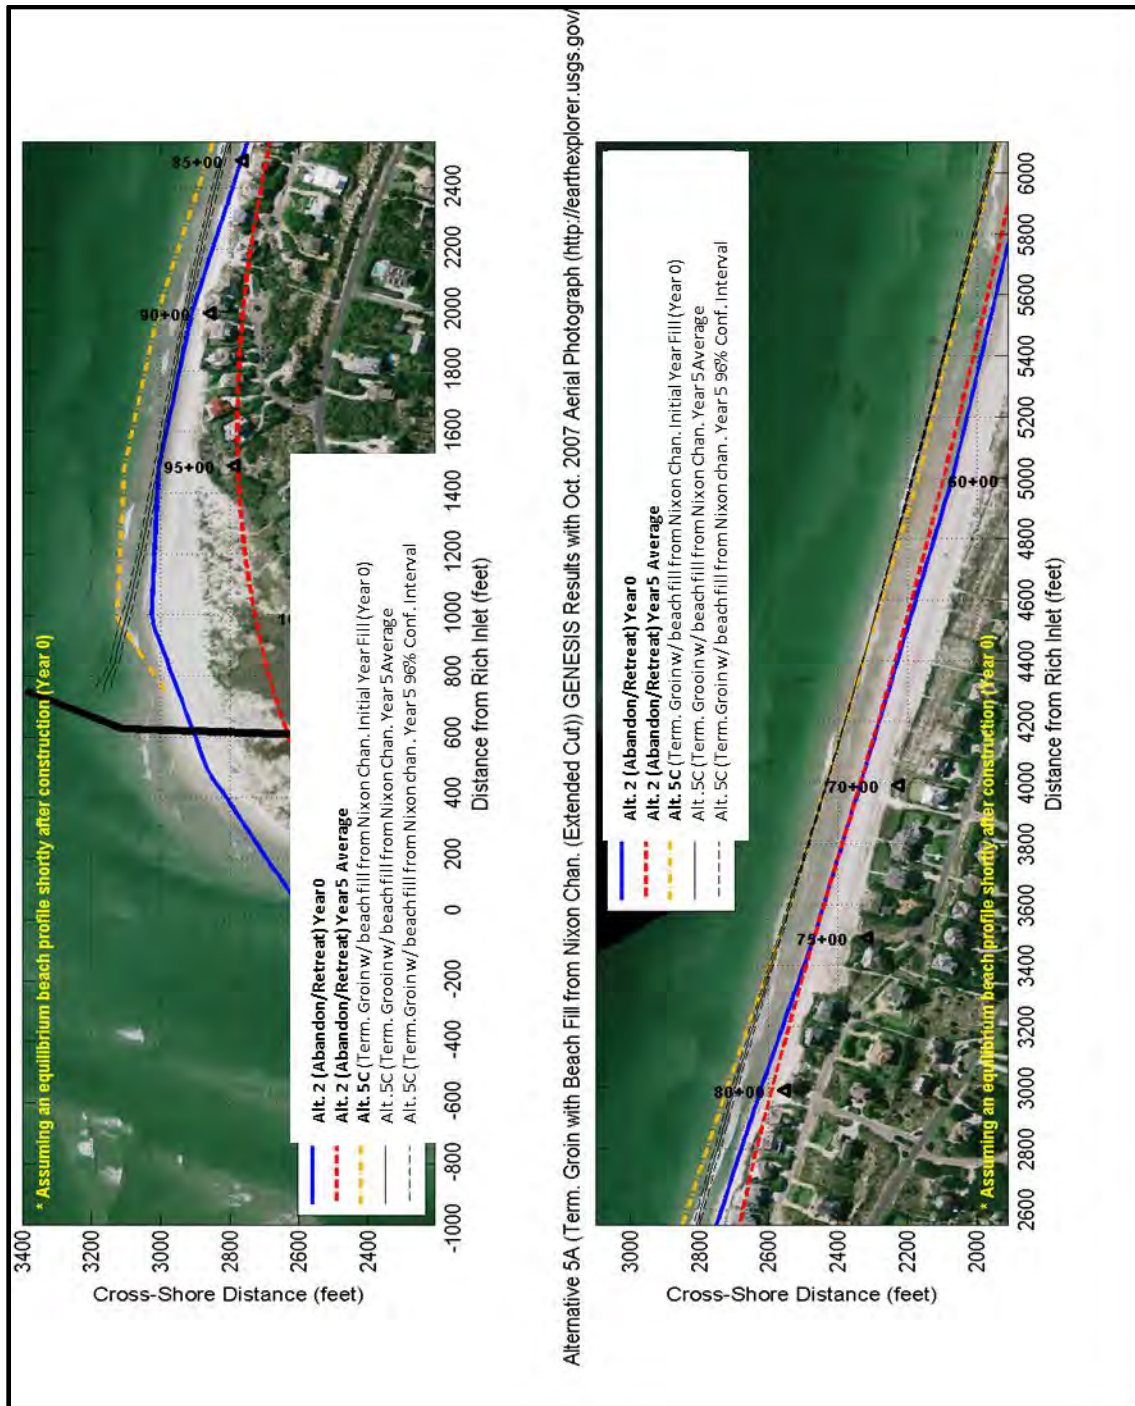 3400
3200
3000
2800
2600
2400
Cross-Shore Distance (feet)
* Assuming an equilibrium beach profile shortly after construction (Year 0)
95+00
90+00
85+00
Alt. 2 (Abandon/Retreat) Year 0
Alt. 2 (Abandon/Retreat) Year 5 Average
Alt. 5C (Term. Groin w/ beach fill from Nixon Chan. Initial Year Fill (Year 0)
Alt .5C (Term. Grooin w/ beach fill from Nixon Chan. Year 5 Average
Alt. 5C (Term. Groin w/ beach fill from Nixon chan. Year 5 96% Conf. Interval
-1000 -800 -600 -400 -200 0 200 400 600 800 1000 1200 1400 1600 1800 2000 2200 2400
Distance from Rich Inlet (feet)
Alternative 5A (Term. Groin with Beach Fill from Nixon Chan. (Extended Cut)) GENESIS Results with Oct. 2007 Aerial Photograph (http://earthexplorer.usgs.gov/
3000
2800
2600
2400
2200
2000
Cross-Shore Distance (feet)
Alt. 2 (Abandon/Retreat) Year 0
Alt. 2 (Abandon/Retreat) Year 5 Average
Alt. 5C (Term. Groin w/ beach fill from Nixon Chan. Initial Year Fill (Year 0)
Alt .5C (Term. Grooin w/ beach fill from Nixon Chan. Year 5 Average
Alt. 5C (Term. Groin w/ beach fill from Nixon chan. Year 5 96% Conf. Interval
80+00
75+00
70+00
60+00
* Assuming an equilibrium beach profile shortly after construction (Year 0)
2600 2800 3000 3200 3400 3600 3800 4000 4200 4400 4600 4800 5000 5200 5400 5600 5800 6000
Distance from Rich Inlet (feet)